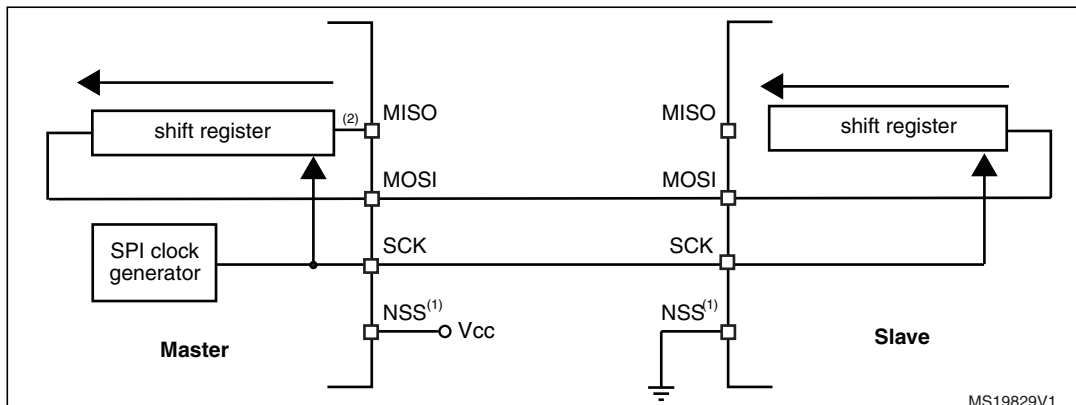 shift register
(2)
MISO
MOSI
SPI clock
generator
SCK
NSS(1)
Vcc
Master
MISO
shift register
MOSI
SCK
NSS(1)
Slave
MS19829V1